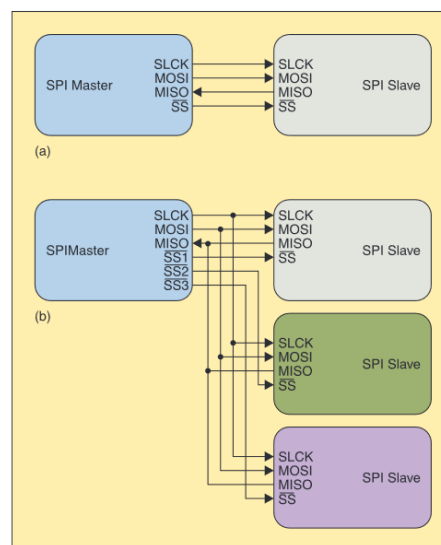 SPI Master
SLCK
MOSI
MISO
SS
SLCK
MOSI
MISO
SS
SPI Slave
(a)
SPIMaster
SLCK
MOSI
MISO
SS1
SS2
SS3
SLCK
MOSI
MISO
SS
SPI Slave
(b)
SLCK
MOSI
MISO
SS
SPI Slave
SLCK
MOSI
MISO
SS
SPI Slave